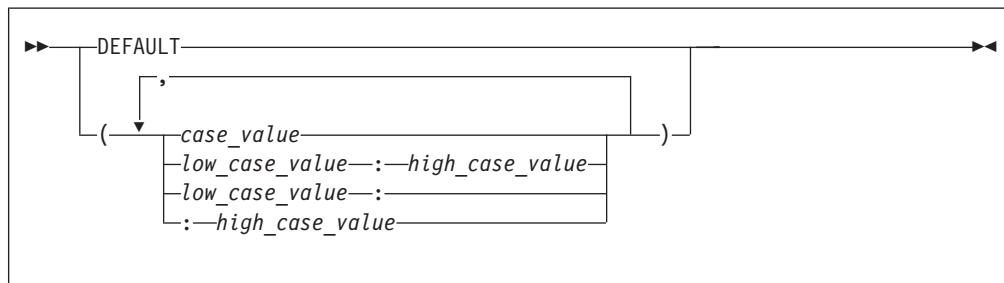 DEFAULT
,
( case_value )
low_case_value : high_case_value
low_case_value :
: high_case_value